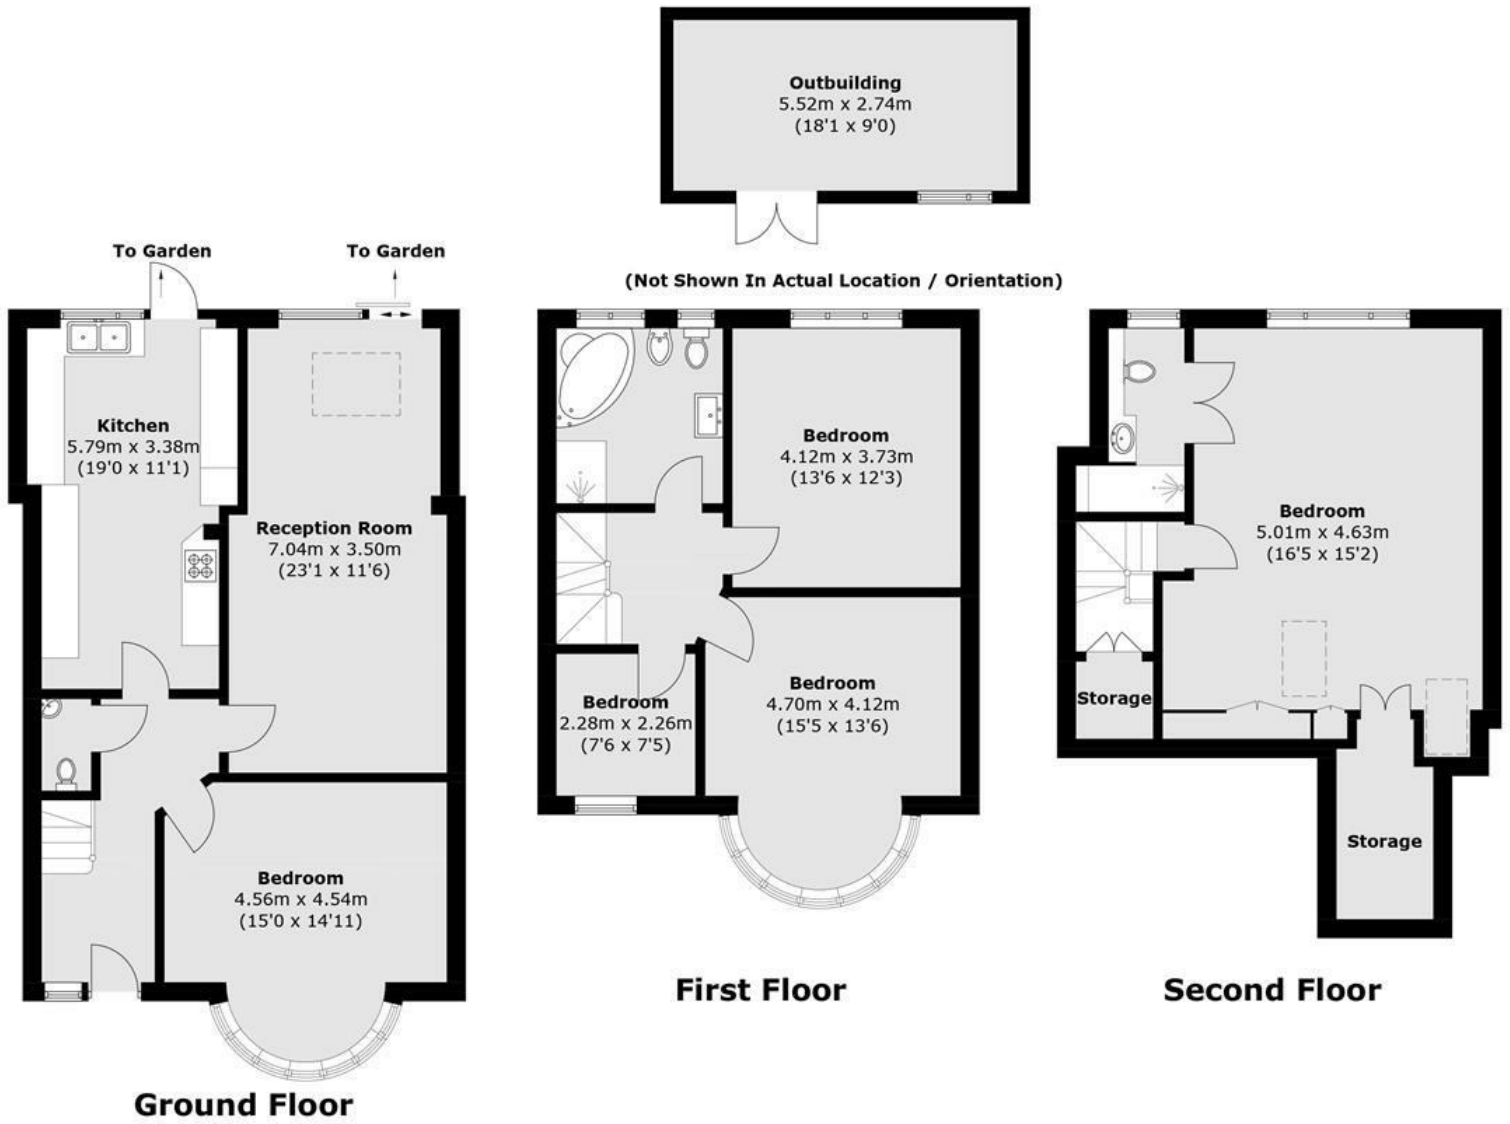 Outbuilding
5.52m x 2.74m
(18'1 x 9'0)
(Not Shown In Actual Location / Orientation)
To Garden
To Garden
Kitchen
5.79m x 3.38m
(19'0 x 11'1)
Reception Room
7.04m x 3.50m
(23'1 x 11'6)
Bedroom
4.56m x 4.54m
(15'0 x 14'11)
Ground Floor
Bedroom
4.12m x 3.73m
(13'6 x 12'3)
Bedroom
2.28m x 2.26m
(7'6 x 7'5)
Bedroom
4.70m x 4.12m
(15'5 x 13'6)
First Floor
Bedroom
5.01m x 4.63m
(16'5 x 15'2)
Storage
Storage
Second Floor